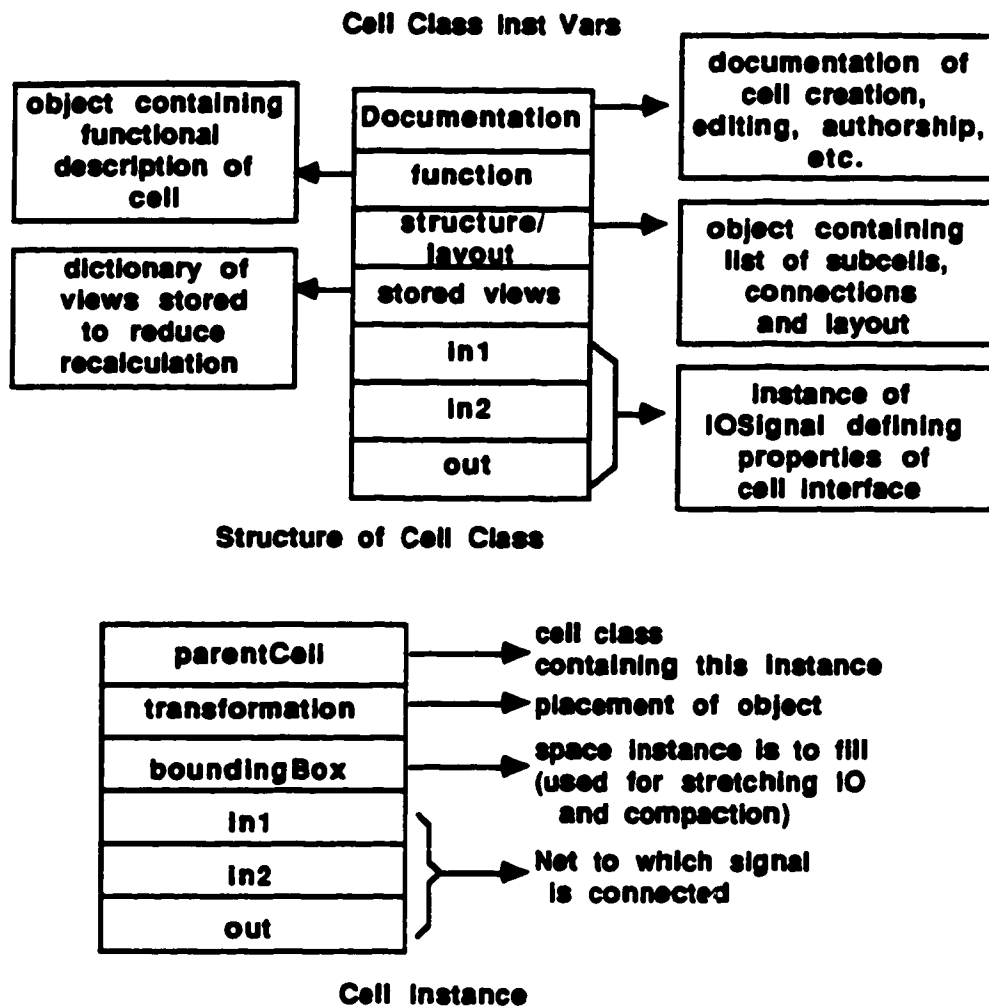 Cell Class Inst Vars
object containing
functional
description of
cell
dictionary of
views stored
to reduce
recalculation
Documentation
function
structure/
layout
stored views
in1
in2
out
documentation of
cell creation,
editing, authorship,
etc.
object containing
list of subcells,
connections
and layout
instance of
IOSignal defining
properties of
cell interface
Structure of Cell Class
parentCell
transformation
boundingBox
in1
in2
out
cell class
containing this instance
placement of object
space instance is to fill
(used for stretching IO
and compaction)
Net to which signal
is connected
Cell Instance